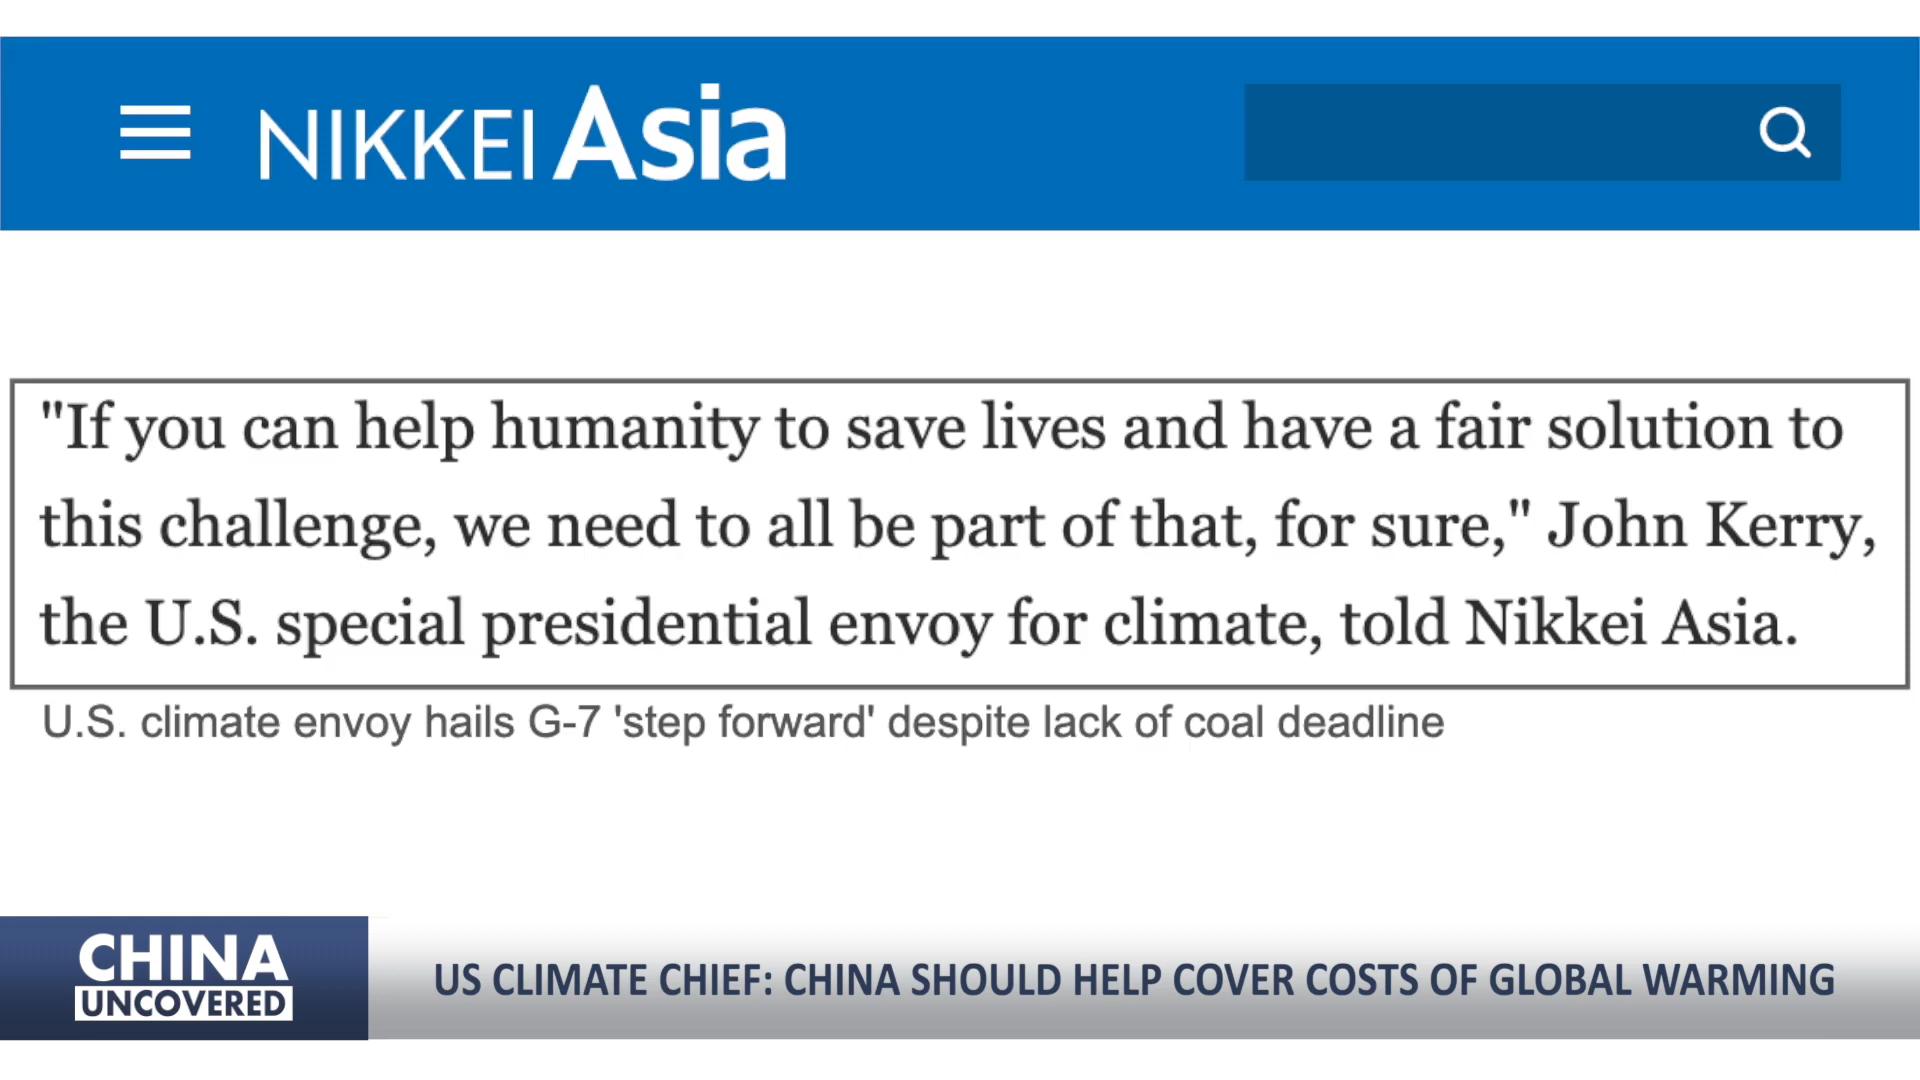 NIKKEI Asia
"If you can help humanity to save lives and have a fair solution to
this challenge, we need to all be part of that, for sure," John Kerry,
the U.S. special presidential envoy for climate, told Nikkei Asia.
U.S. climate envoy hails G-7 'step forward' despite lack of coal deadline
CHINA
UNCOVERED
US CLIMATE CHIEF: CHINA SHOULD HELP COVER COSTS OF GLOBAL WARMING